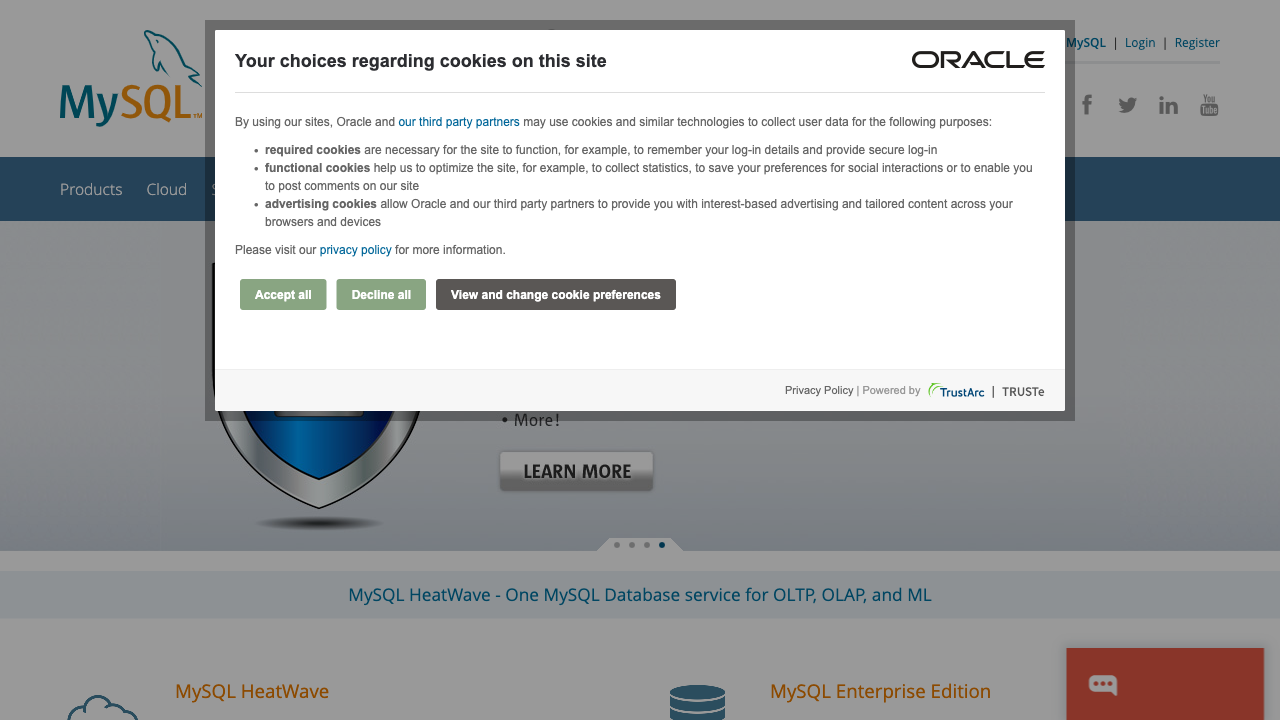 MySQL™
MySQL | Login | Register
You Tube
Products Cloud
Your choices regarding cookies on this site
ORACLE
By using our sites, Oracle and our third party partners may use cookies and similar technologies to collect user data for the following purposes:
• required cookies are necessary for the site to function, for example, to remember your log-in details and provide secure log-in
• functional cookies help us to optimize the site, for example, to collect statistics, to save your preferences for social interactions or to enable you
to post comments on our site
• advertising cookies allow Oracle and our third party partners to provide you with interest-based advertising and tailored content across your
browsers and devices
Please visit our privacy policy for more information.
Accept all Decline all View and change cookie preferences
Privacy Policy | Powered by TrustArc | TRUSTe
• More!
LEARN MORE
MySQL HeatWave - One MySQL Database service for OLTP, OLAP, and ML
MySQL HeatWave
MySQL Enterprise Edition